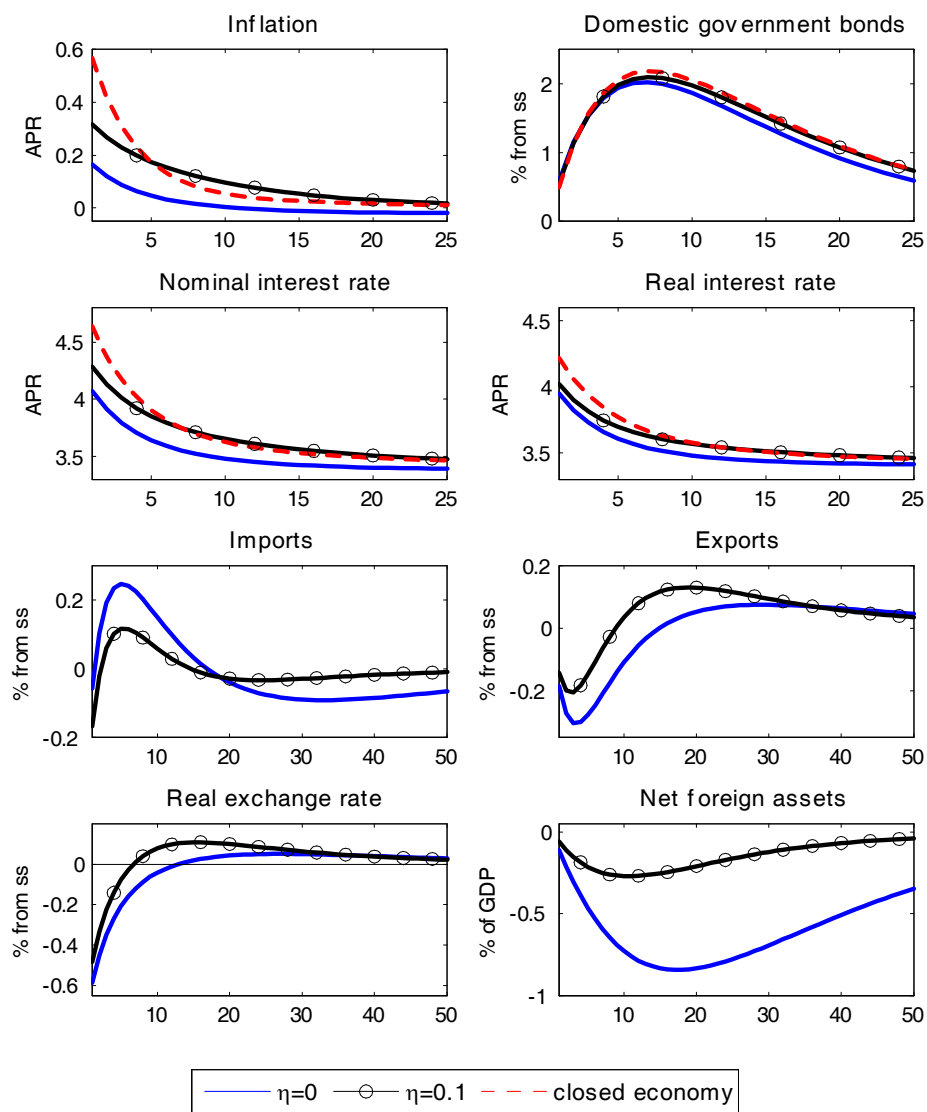 Inflation
Domestic government bonds
APR
0.6
0.4
0.2
0
5 10 15 20 25
% from ss
2
1
0
5 10 15 20 25
Nominal interest rate
Real interest rate
APR
4.5
4
3.5
5 10 15 20 25
APR
4.5
4
3.5
5 10 15 20 25
Imports
Exports
% from ss
0.2
0
-0.2
10 20 30 40 50
% from ss
0.2
0
-0.2
10 20 30 40 50
Real exchange rate
Net foreign assets
% from ss
0
-0.2
-0.4
-0.6
10 20 30 40 50
% of GDP
0
-0.5
-1
10 20 30 40 50
η=0 η=0.1 closed economy